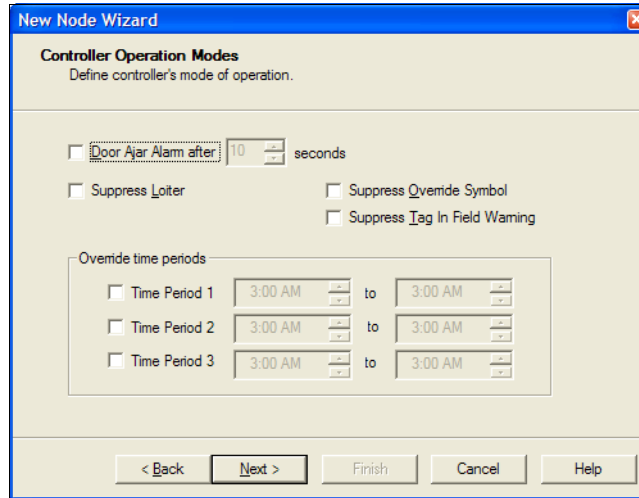 New Node Wizard
Controller Operation Modes
Define controller's mode of operation.
Door Ajar Alarm after 10 seconds
Suppress Loiter
Suppress Override Symbol
Suppress Tag In Field Warning
Override time periods
Time Period 1 3:00 AM to 3:00 AM
Time Period 2 3:00 AM to 3:00 AM
Time Period 3 3:00 AM to 3:00 AM
< Back Next > Finish Cancel Help